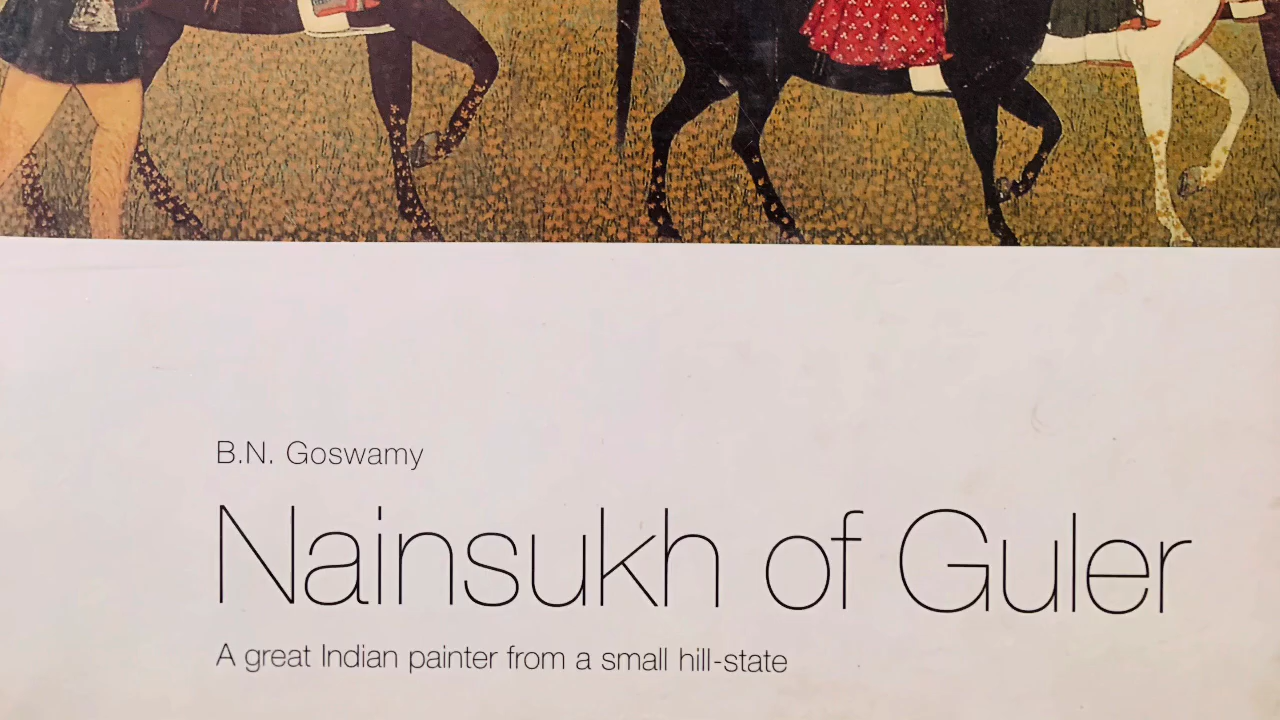 B.N. Goswamy
Nainsukh of Guler
A great Indian painter from a small hill-state